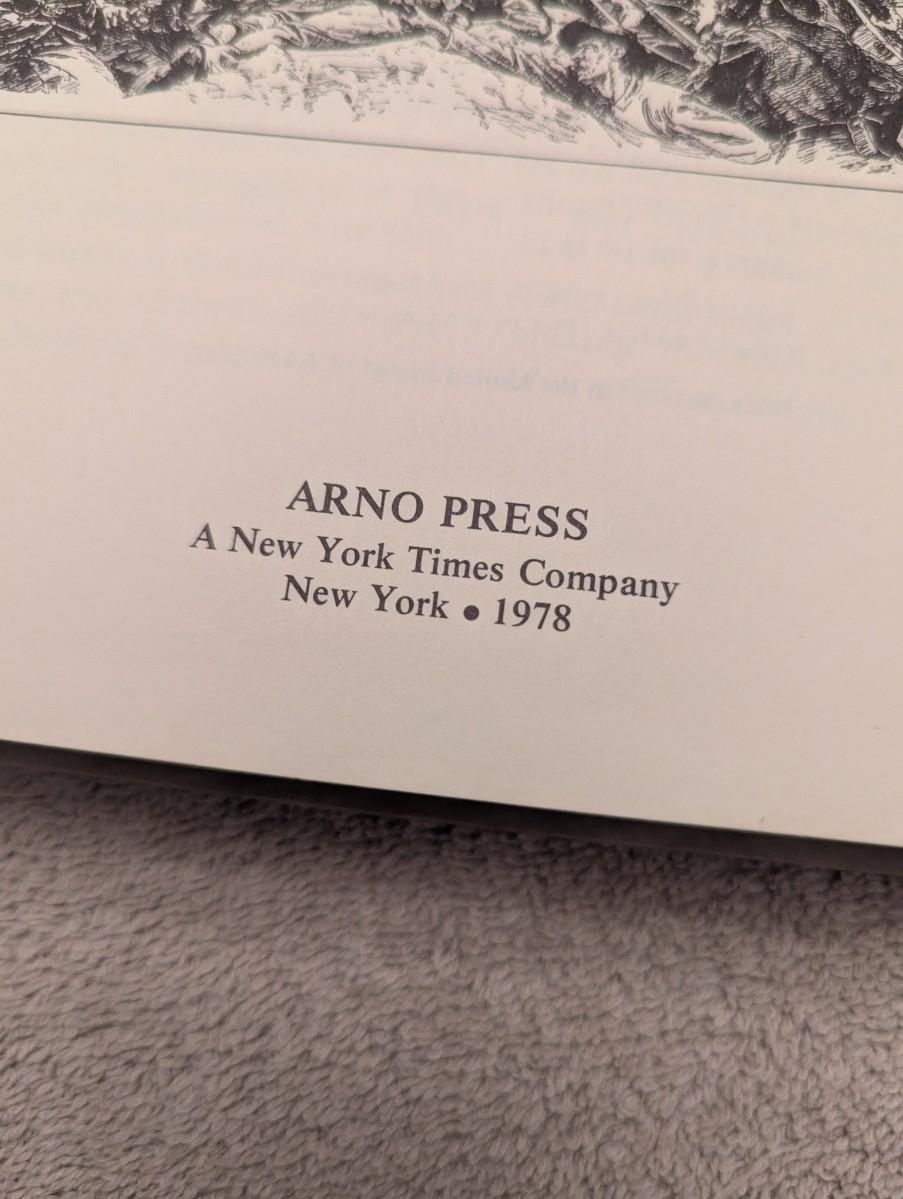 ARNO PRESS
A New York Times Company
New York • 1978